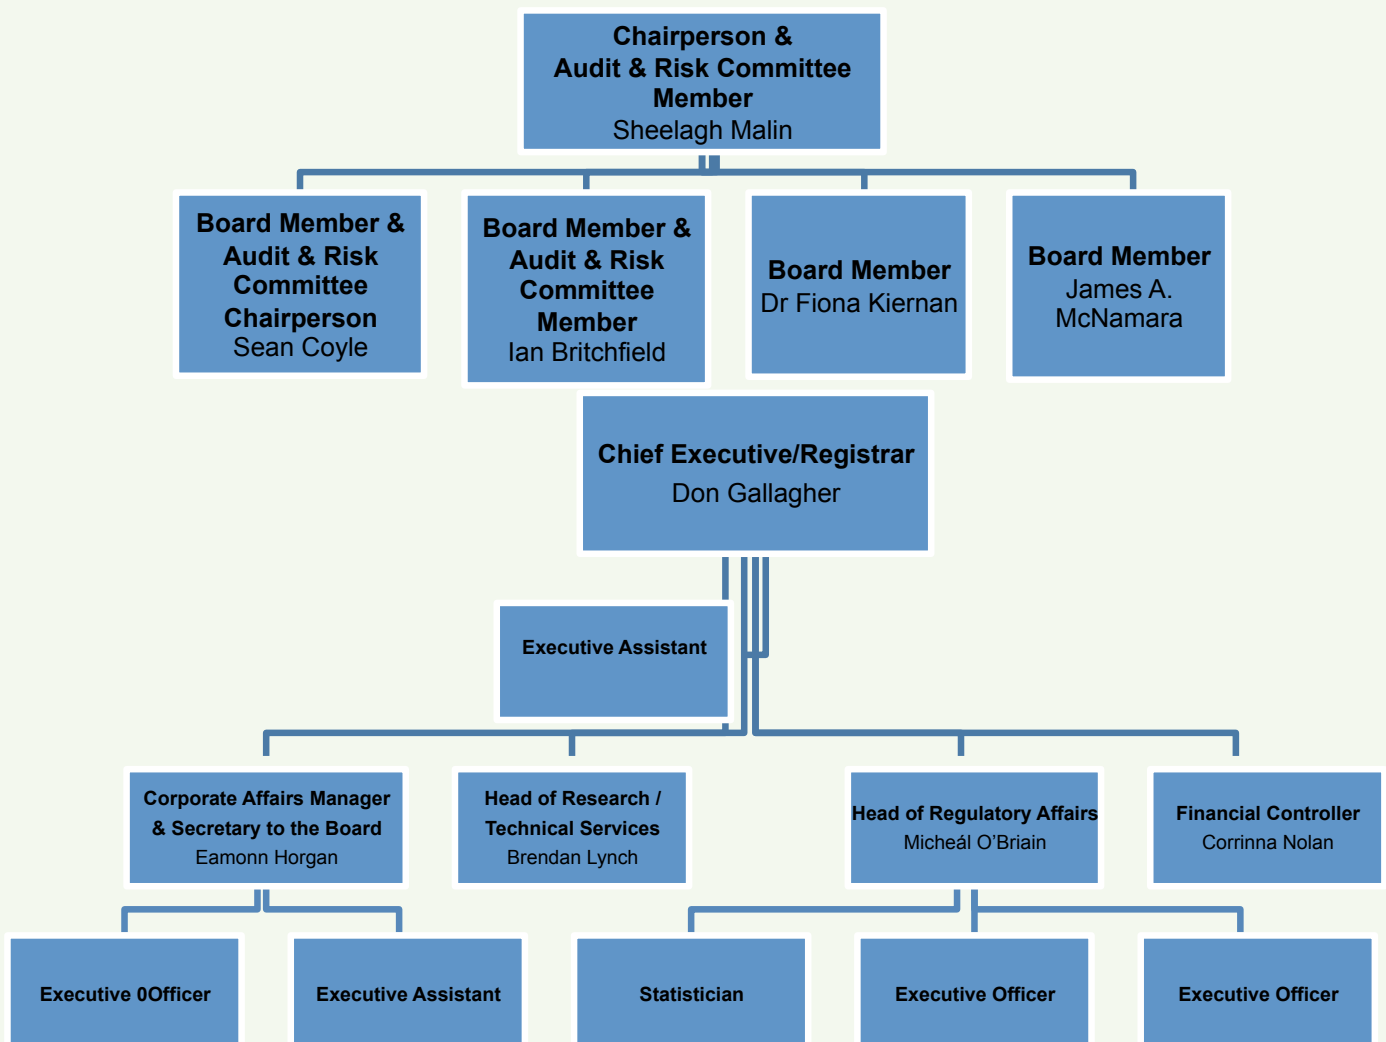 Chairperson &
Audit & Risk Committee
Member
Sheelagh Malin
Board Member &
Audit & Risk
Committee
Chairperson
Sean Coyle
Board Member &
Audit & Risk
Committee
Member
Ian Britchfield
Board Member
Dr Fiona Kiernan
Board Member
James A.
McNamara
Chief Executive/Registrar
Don Gallagher
Executive Assistant
Corporate Affairs Manager
& Secretary to the Board
Eamonn Horgan
Head of Research /
Technical Services
Brendan Lynch
Head of Regulatory Affairs
Micheál O’Briain
Financial Controller
Corrinna Nolan
Executive 0Officer
Executive Assistant
Statistician
Executive Officer
Executive Officer